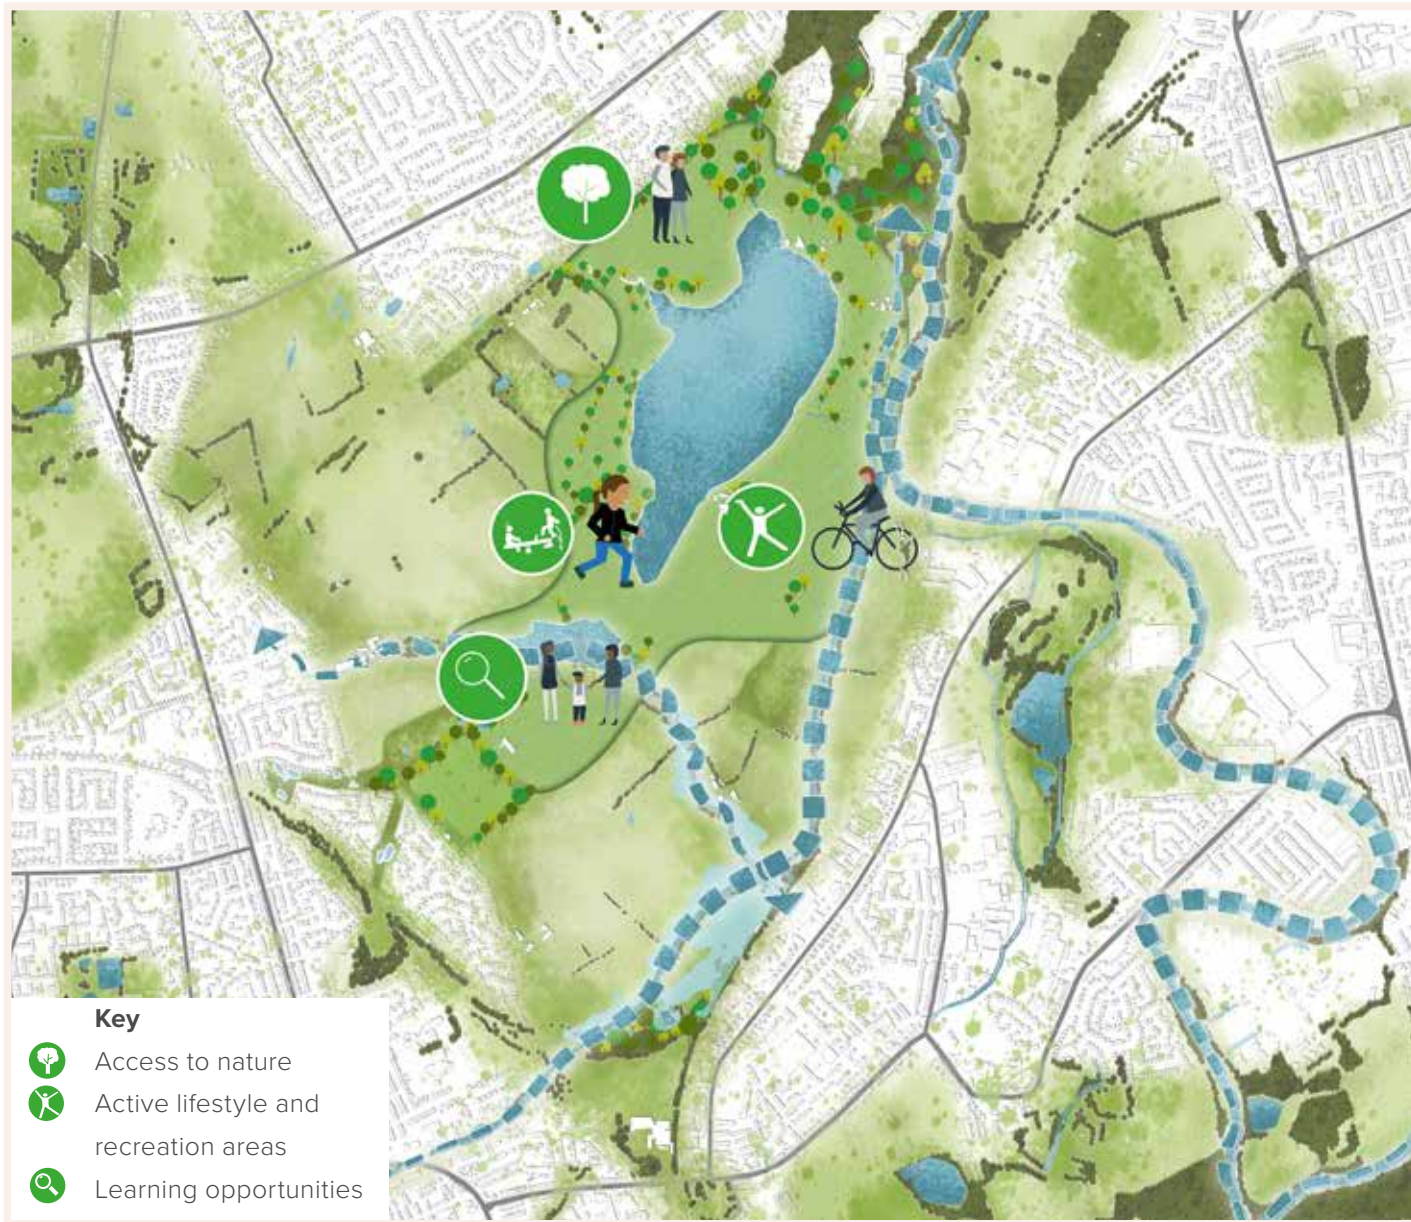 Key
Access to nature
Active lifestyle and
recreation areas
Learning opportunities